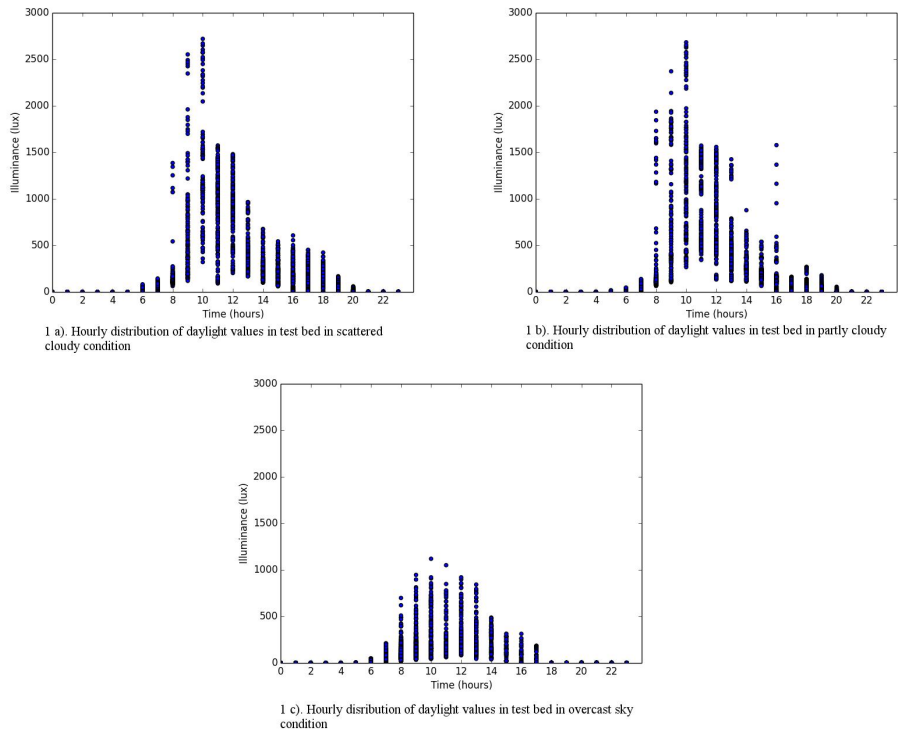 3000
2500
2000
1500
1000
500
0
Illuminance (lux)
0 2 4 6 8 10 12 14 16 18 20 22
Time (hours)
1 a). Hourly distribution of daylight values in test bed in scattered
cloudy condition
3000
2500
2000
1500
1000
500
0
Illuminance (lux)
0 2 4 6 8 10 12 14 16 18 20 22
Time (hours)
1 b). Hourly distribution of daylight values in test bed in partly cloudy
condition
3000
2500
2000
1500
1000
500
0
Illuminance (lux)
0 2 4 6 8 10 12 14 16 18 20 22
Time (hours)
1 c). Hourly disribution of daylight values in test bed in overcast sky
condition